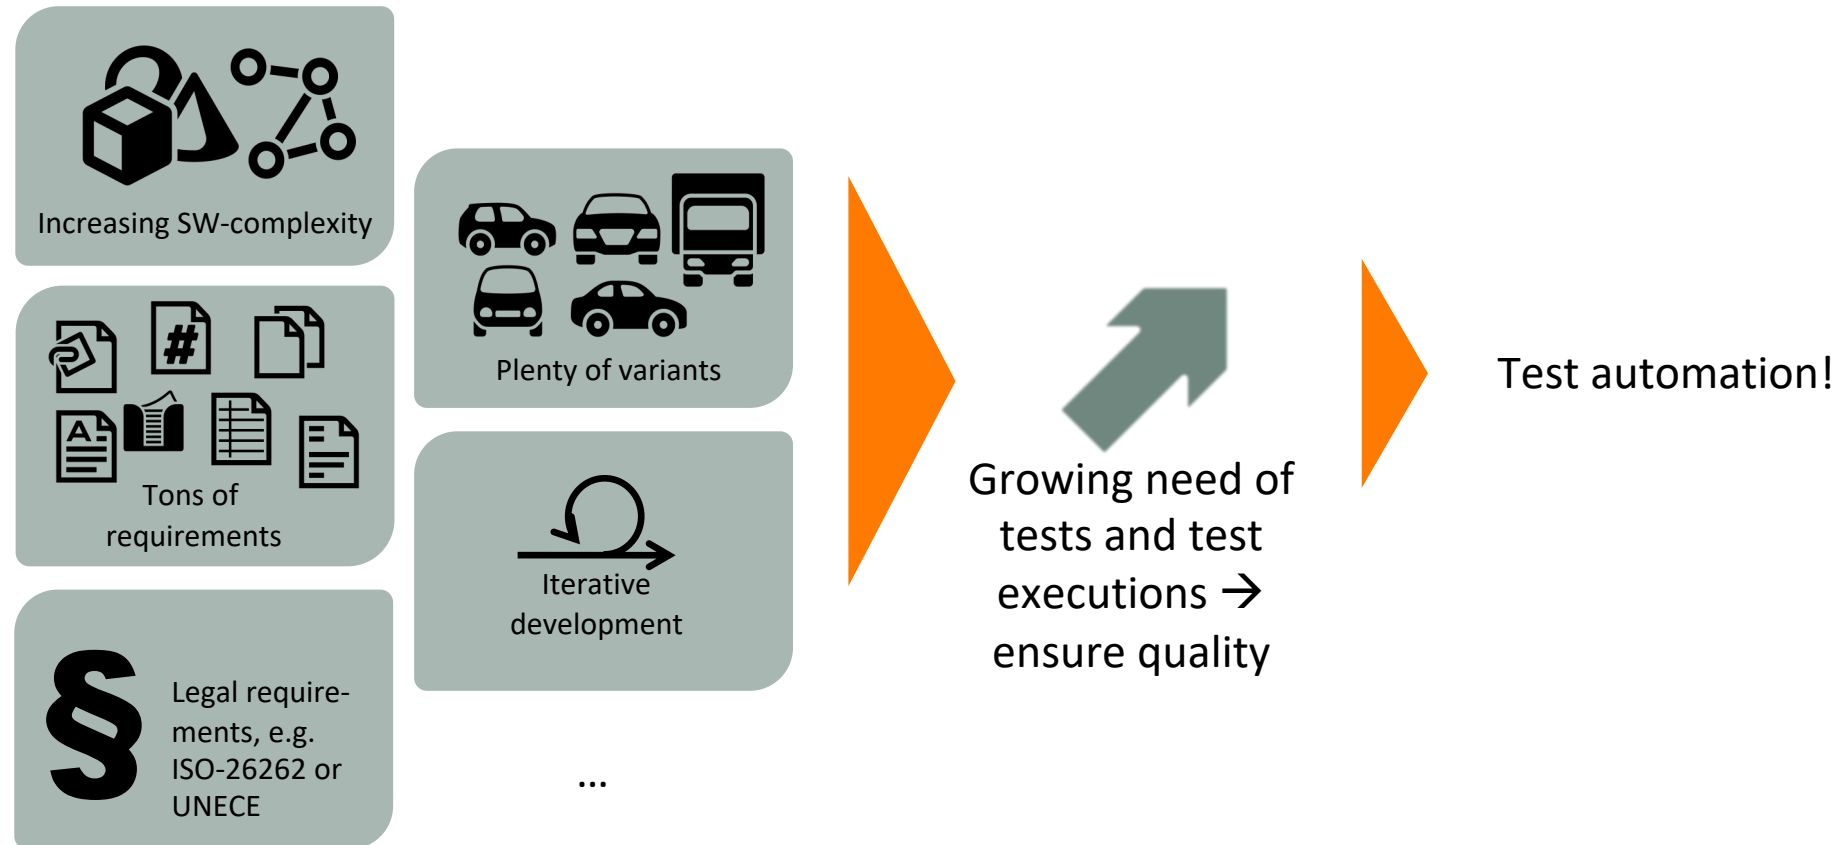 Increasing SW-complexity
Tons of
requirements
Legal require-
ments, e.g.
ISO-26262 or
UNECE
Plenty of variants
Iterative
development
...
Growing need of
tests and test
executions →
ensure quality
Test automation!
#
A
§